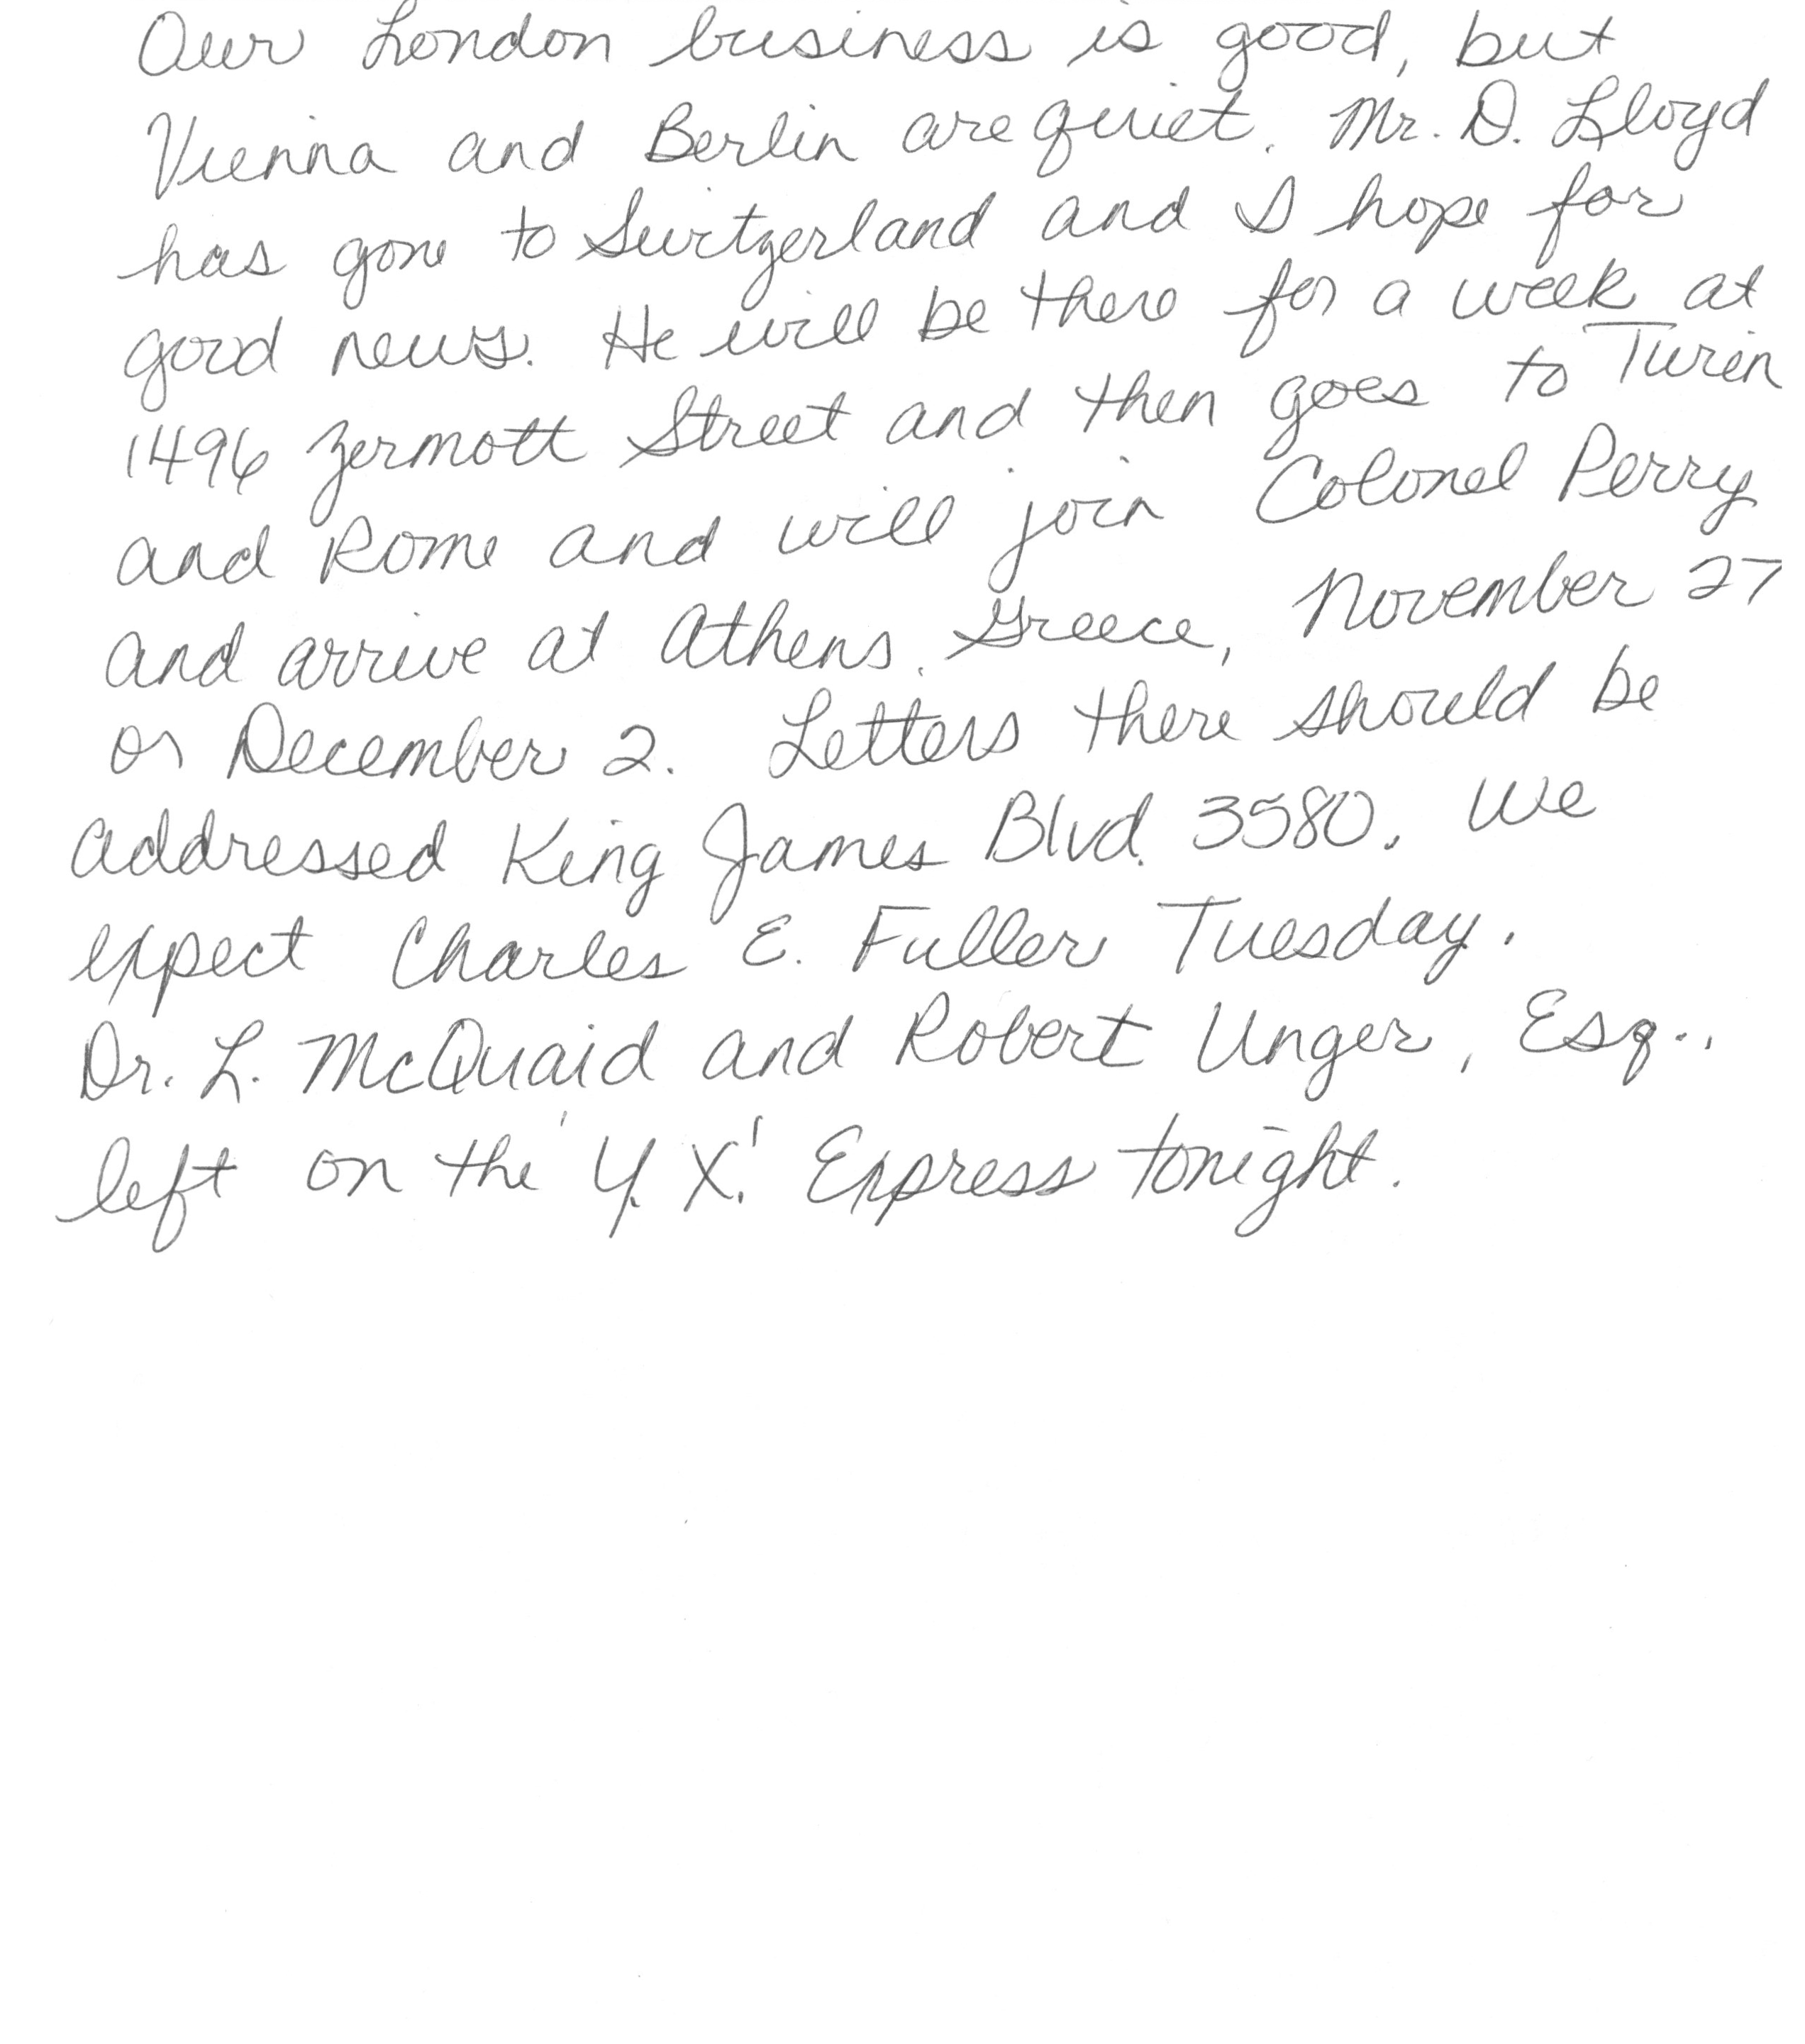 Our London business is good, but
Vienna and Berlin are quiet. Mr. D. Lloyd
has gone to Switzerland and I hope for
good news. He will be there for a week at
1496 Zermott Street and then goes to Turin
and Rome and will join Colonel Perry
and arrive at Athens, Greece, November 27
or December 2. Letters there should be
addressed King James Blvd. 3580. We
expect Charles E. Fuller Tuesday.
Dr. L. McQuaid and Robert Unger, Esq.,
left on the 'Y. X.' Express tonight.